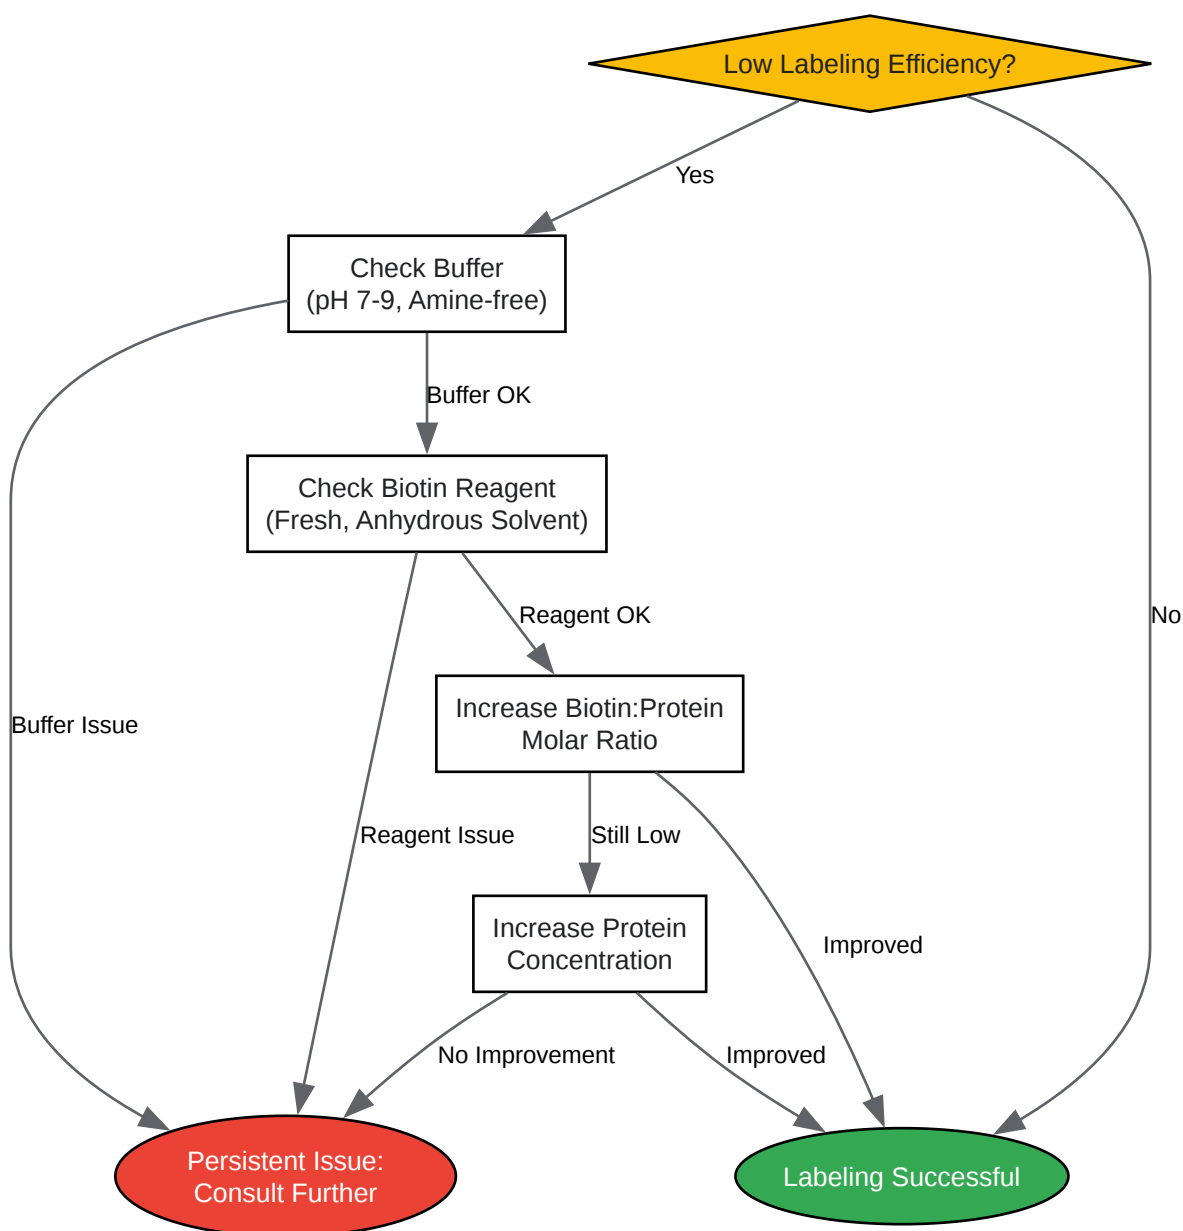 Low Labeling Efficiency?
Yes
Check Buffer
(pH 7-9, Amine-free)
Buffer OK
Check Biotin Reagent
(Fresh, Anhydrous Solvent)
Reagent OK
No
Increase Biotin:Protein
Molar Ratio
Buffer Issue
Reagent Issue
Still Low
Increase Protein
Concentration
Improved
No Improvement
Improved
Persistent Issue:
Consult Further
Labeling Successful